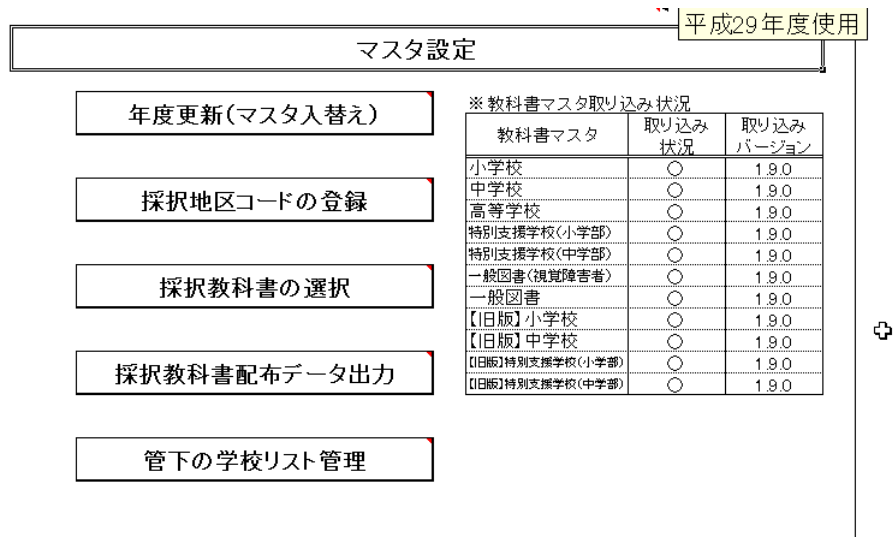 平成29年度使用
マスタ設定
年度更新(マスタ入替え)
採択地区コードの登録
採択教科書の選択
採択教科書配布データ出力
管下の学校リスト管理
※教科書マスタ取り込み状況
教科書マスタ 取り込み状況 取り込みバージョン
小学校 ○ 1.9.0
中学校 ○ 1.9.0
高等学校 ○ 1.9.0
特別支援学校(小学部) ○ 1.9.0
特別支援学校(中学部) ○ 1.9.0
一般図書(視覚障害者) ○ 1.9.0
一般図書 ○ 1.9.0
【旧版】小学校 ○ 1.9.0
【旧版】中学校 ○ 1.9.0
【旧版】特別支援学校(小学部) ○ 1.9.0
【旧版】特別支援学校(中学部) ○ 1.9.0